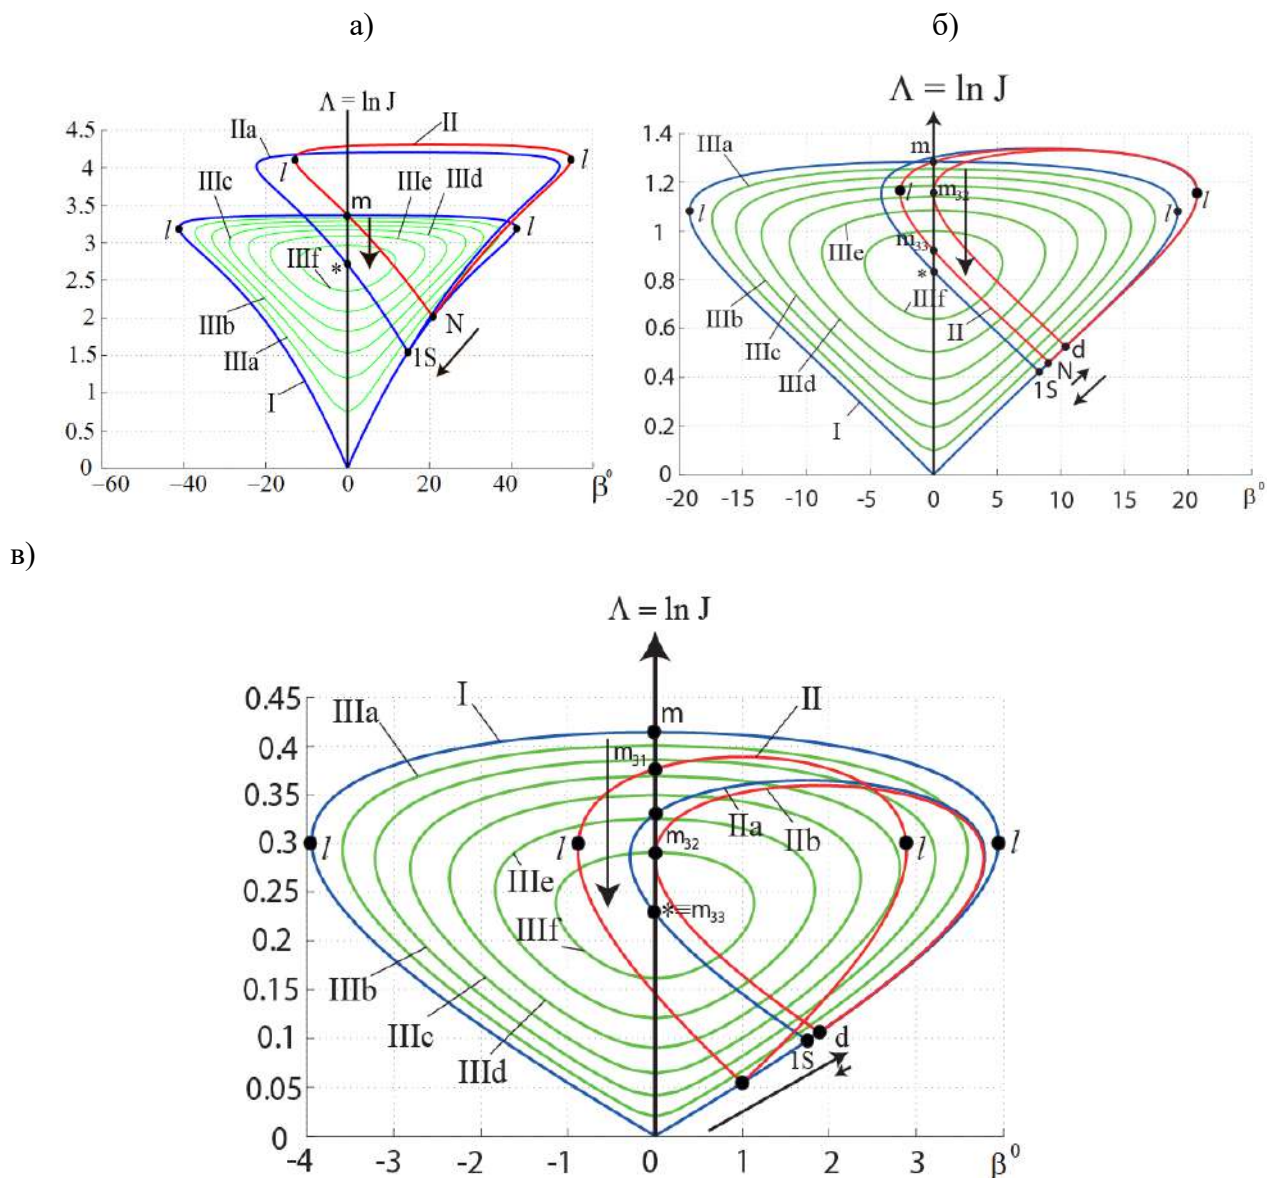 а)
б)
Λ = ln J
Λ = ln J
4.5
4
3.5
3
2.5
2
1.5
1
0.5
0
−60
−40
−20
0
20
40
β⁰
IIa
II
l
l
IIIc
IIIe
IIId
m
l
l
IIIf
*
IIIb
N
IIIa
1S
I
1.4
1.2
1
0.8
0.6
0.4
0.2
0
-20
-15
-10
-5
0
5
10
15
20
β⁰
IIIa
m
l
l
m₃₂
l
l
IIIe
m₃₃
*
IIIf
IIIb
II
IIIc
d
IIId
N
1S
I
в)
Λ = ln J
0.45
0.4
0.35
0.3
0.25
0.2
0.15
0.1
0.05
0
-4
-3
-2
-1
0
1
2
3
β⁰
IIIa
I
m
II
m₃₁
l
l
l
l
IIa
IIb
m₃₂
IIIe
*≡m₃₃
IIIf
IIIb
IIIc
d
1S
IIId